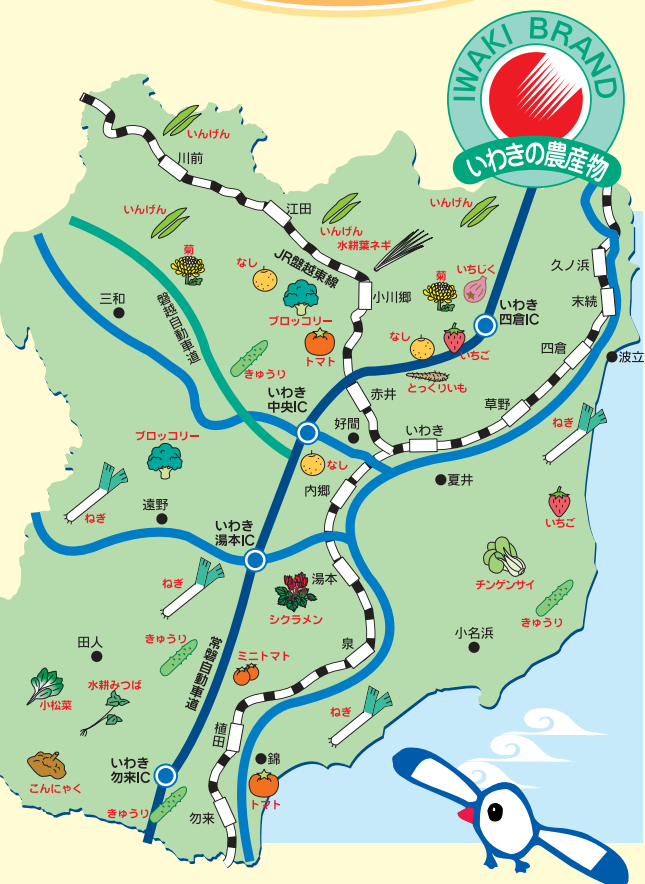 IWAKI BRAND
いわきの農産物
いんげん
川前
いんげん
江田
いんげん
水耕葉ネギ
いんげん
菊
なし
JR盤越東線
ブロッコリー
小川郷
菊
いちじく
久ノ浜
末続
三和
磐越自動車道
トマト
きゅうり
いわき
四倉IC
なし
いちご
とっくりいも
四倉
波立
いわき
中央IC
赤井
草野
好間
いわき
ねぎ
ブロッコリー
なし
内郷
夏井
ねぎ
遠野
いちご
いわき
湯本IC
チンゲンサイ
ねぎ
湯本
シクラメン
きゅうり
田人
きゅうり
常磐自動車道
ミニトマト
泉
小名浜
小松菜
水耕みつば
ねぎ
植田
錦
こんにゃく
いわき
勿来IC
トマト
きゅうり
勿来